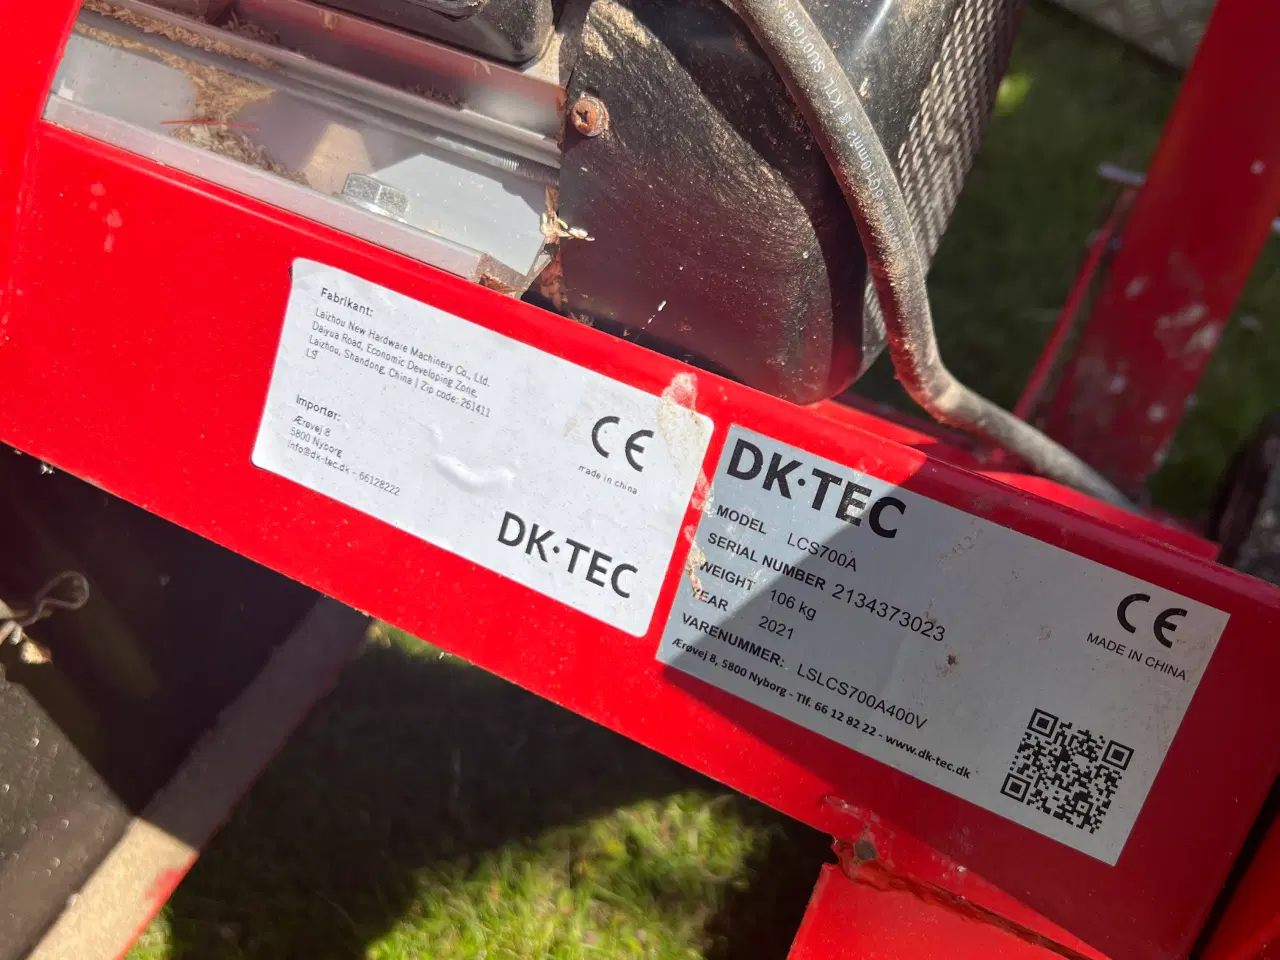 Fabrikant:
Laizhou New Hardware Machinery Co., Ltd.
Daiyua Road, Economic Developing Zone,
Laizhou, Shandong, China | Zip code: 261411
L9
Importør:
Ærøvej 8
5800 Nyborg
info@dk-tec.dk - 66128222
CE
made in china
DK·TEC
DK·TEC
MODEL LCS700A
SERIAL NUMBER 2134373023
WEIGHT 106 kg
YEAR 2021
VARENUMMER: LSLCS700A400V
Ærøvej 8, 5800 Nyborg - Tlf. 66 12 82 22 - www.dk-tec.dk
CE
MADE IN CHINA